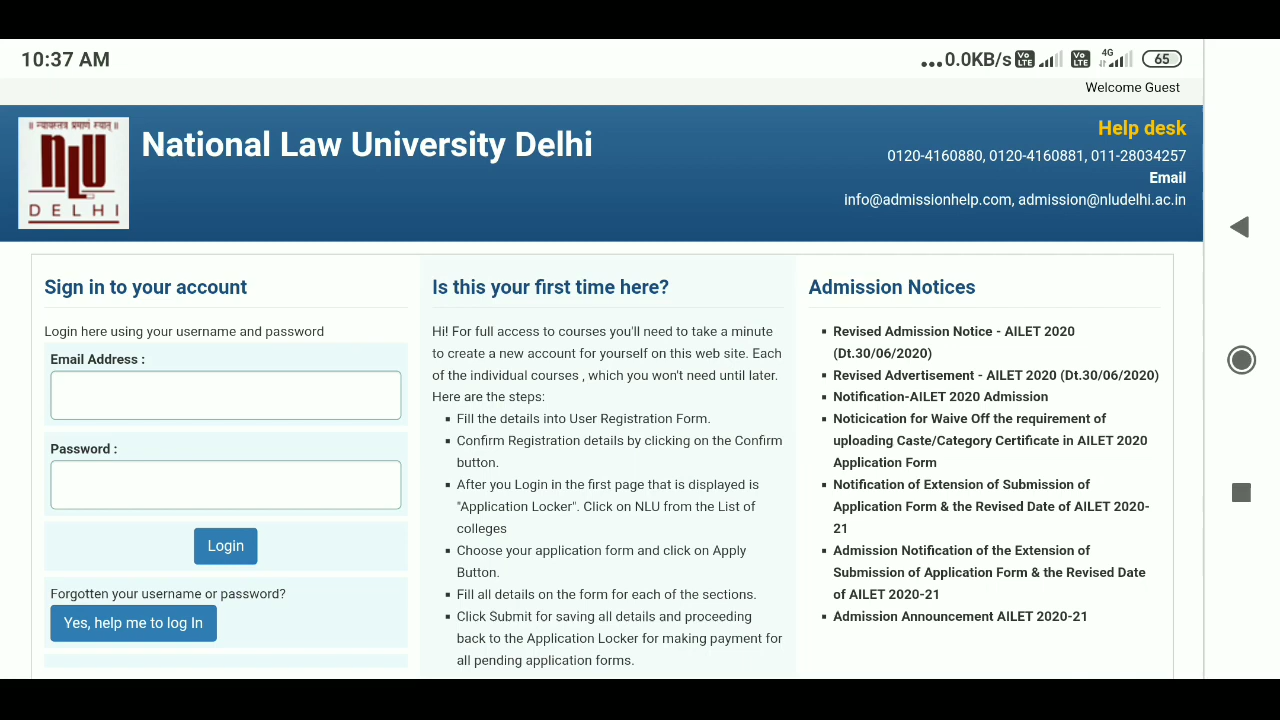 10:37 AM
...0.0KB/s Vo LTE Vo LTE 4G 65
Welcome Guest
|| न्यायस्तत्र प्रमाणं स्यात् ||
NLU
DELHI
National Law University Delhi
Help desk
0120-4160880, 0120-4160881, 011-28034257
Email
info@admissionhelp.com, admission@nludelhi.ac.in
Sign in to your account
Login here using your username and password
Email Address :
Password :
Login
Forgotten your username or password?
Yes, help me to log In
Is this your first time here?
Hi! For full access to courses you'll need to take a minute
to create a new account for yourself on this web site. Each
of the individual courses , which you won't need until later.
Here are the steps:
Fill the details into User Registration Form.
Confirm Registration details by clicking on the Confirm
button.
After you Login in the first page that is displayed is
"Application Locker". Click on NLU from the List of
colleges
Choose your application form and click on Apply
Button.
Fill all details on the form for each of the sections.
Click Submit for saving all details and proceeding
back to the Application Locker for making payment for
all pending application forms.
Admission Notices
Revised Admission Notice - AILET 2020
(Dt.30/06/2020)
Revised Advertisement - AILET 2020 (Dt.30/06/2020)
Notification-AILET 2020 Admission
Noticication for Waive Off the requirement of
uploading Caste/Category Certificate in AILET 2020
Application Form
Notification of Extension of Submission of
Application Form & the Revised Date of AILET 2020-
21
Admission Notification of the Extension of
Submission of Application Form & the Revised Date
of AILET 2020-21
Admission Announcement AILET 2020-21